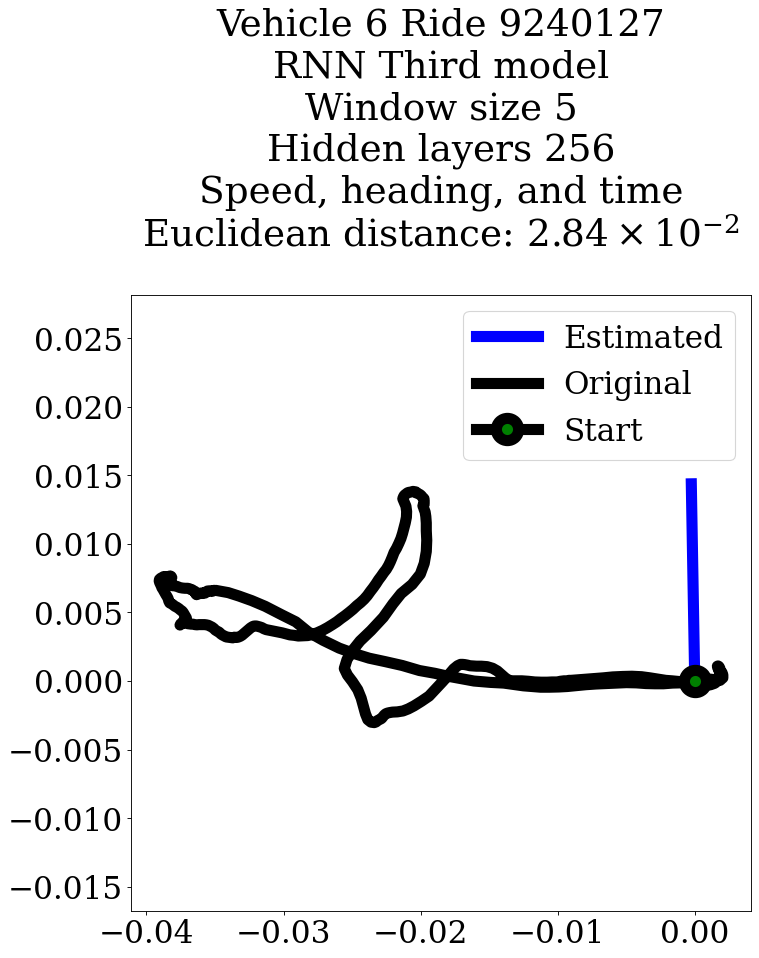 Vehicle 6 Ride 9240127
RNN Third model
Window size 5
Hidden layers 256
Speed, heading, and time
Euclidean distance: 2.84 × 10⁻²
Estimated
Original
Start
0.025
0.020
0.015
0.010
0.005
0.000
−0.005
−0.010
−0.015
−0.04 −0.03 −0.02 −0.01 0.00